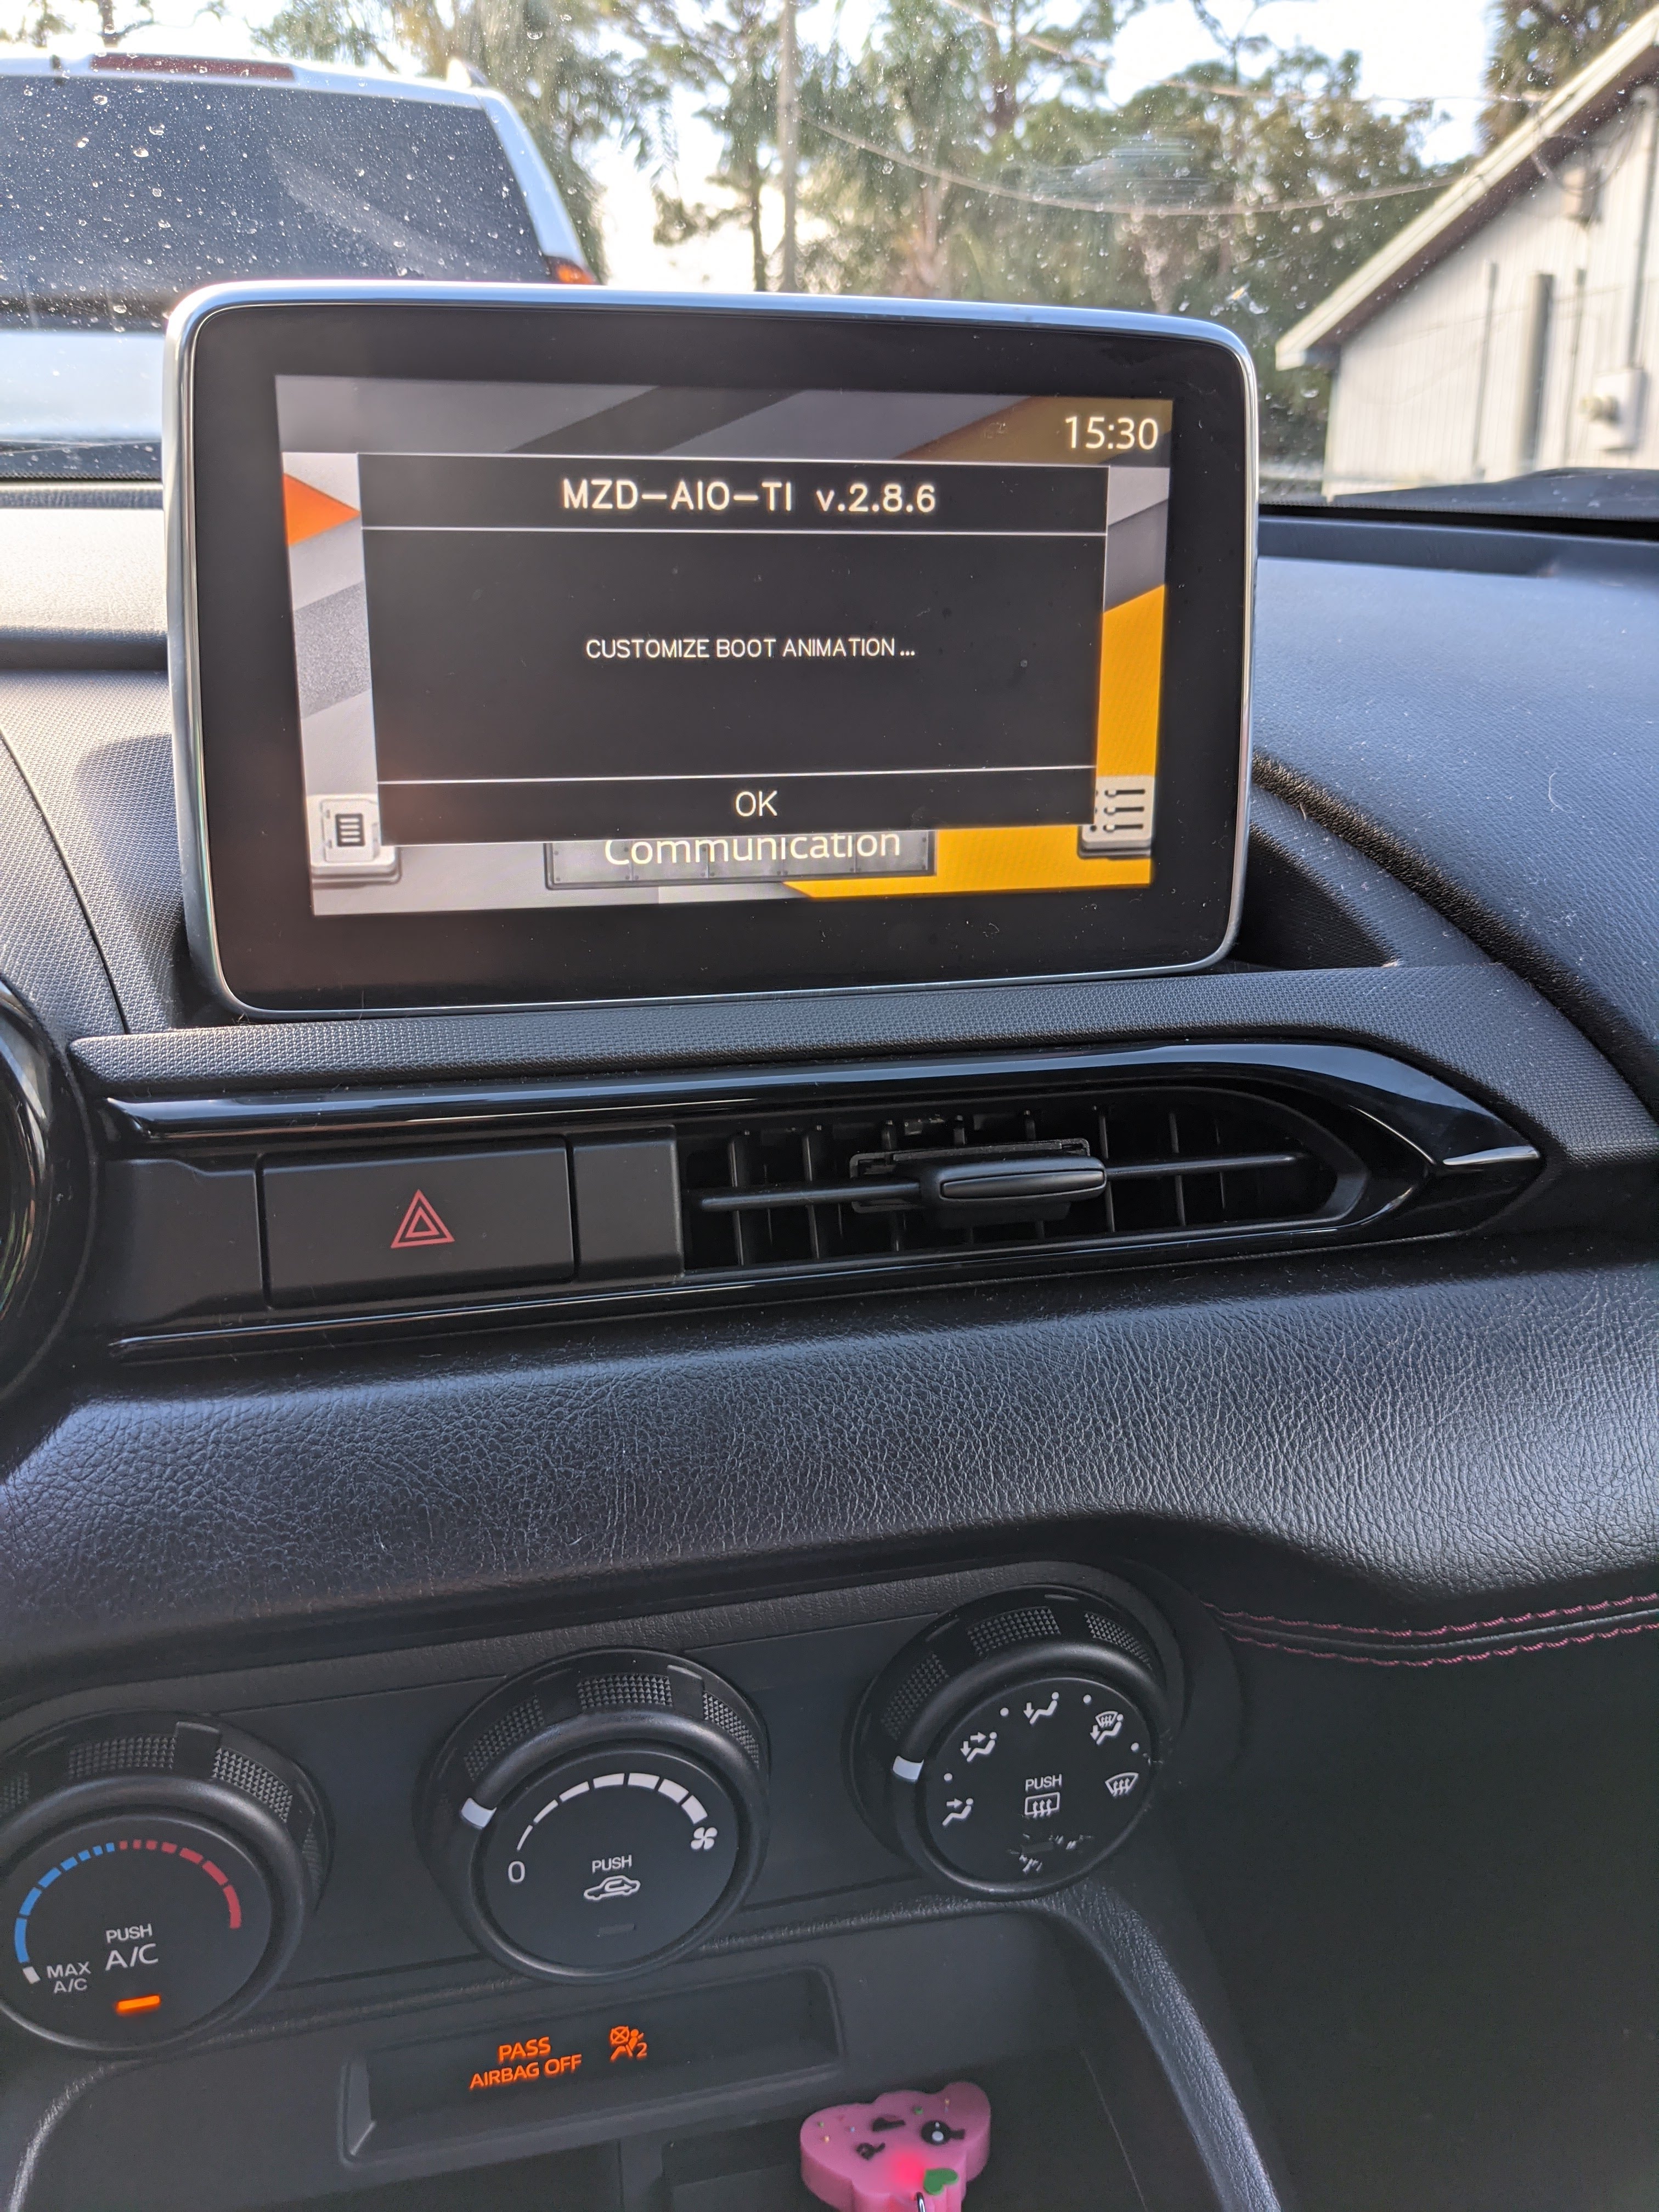 15:30
MZD-AIO-TI v.2.8.6
CUSTOMIZE BOOT ANIMATION ...
OK
Communication
PUSH
0
PUSH
PUSH
A/C
MAX
A/C
PASS
AIRBAG OFF
2